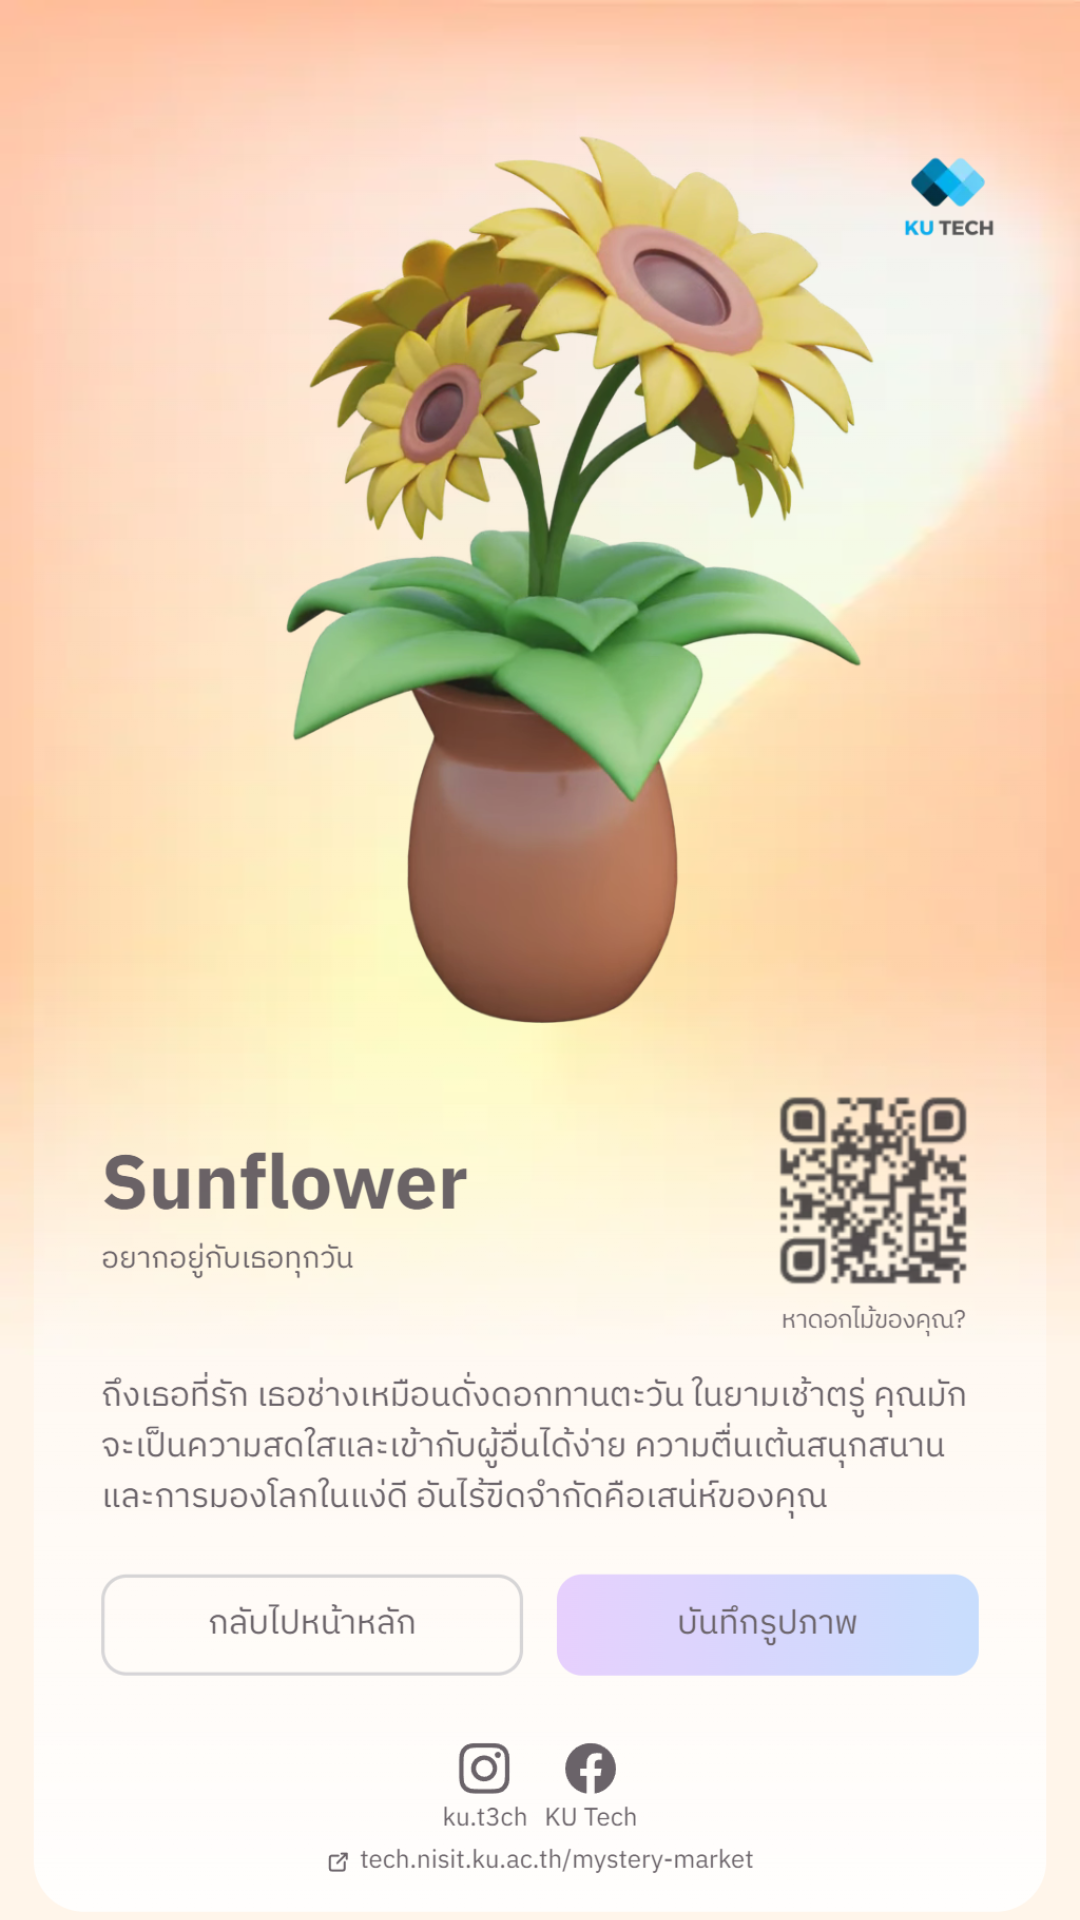 KU TECH
Sunflower
อยากอยู่กับเธอทุกวัน
หาดอกไม้ของคุณ?
ถึงเธอที่รัก เธอช่างเหมือนดั่งดอกทานตะวัน ในยามเช้าตรู่ คุณมัก
จะเป็นความสดใสและเข้ากับผู้อื่นได้ง่าย ความตื่นเต้นสนุกสนาน
และการมองโลกในแง่ดี อันไร้ขีดจำกัดคือเสน่ห์ของคุณ
กลับไปหน้าหลัก
บันทึกรูปภาพ
ku.t3ch KU Tech
tech.nisit.ku.ac.th/mystery-market